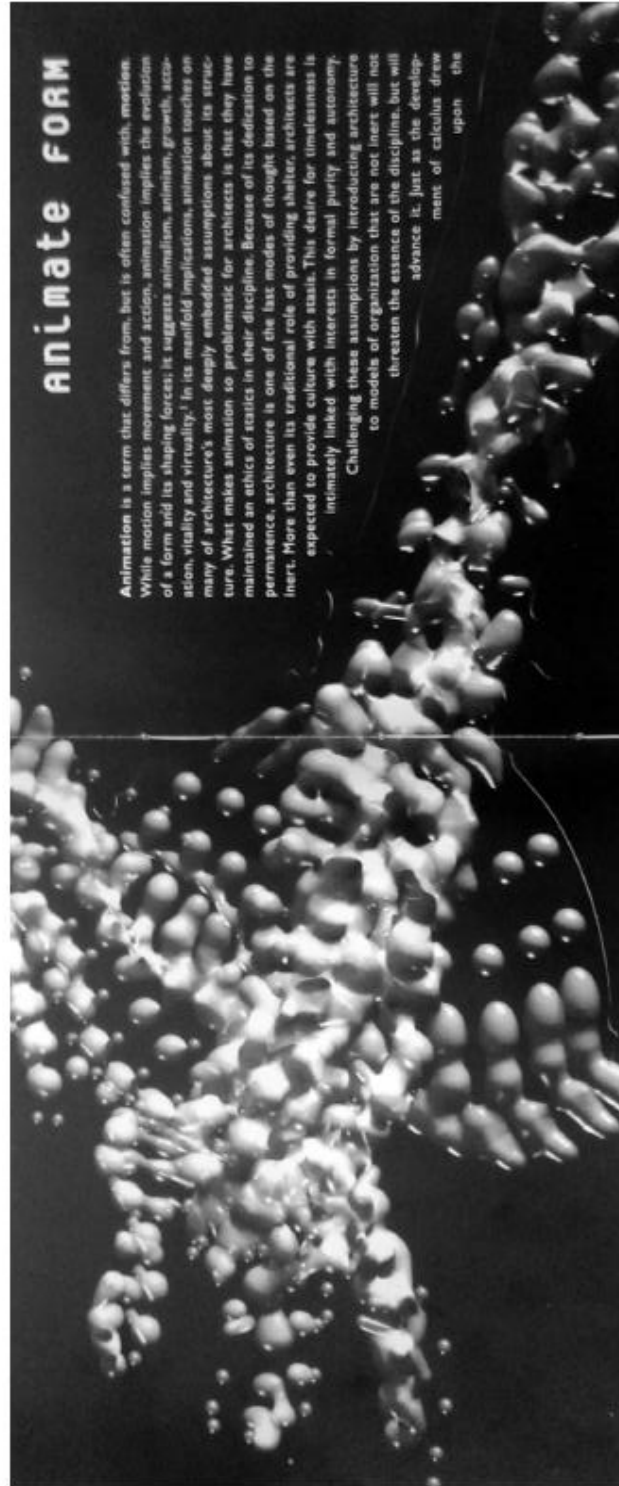 ANIMATE FORM
Animation is a term that differs from, but is often confused with, motion.
While motion implies movement and action, animation implies the evolution
of a form and its shaping forces; it suggests animalism, animism, growth, actu-
ation, vitality and virtuality.¹ In its manifold implications, animation touches on
many of architecture's most deeply embedded assumptions about its struc-
ture. What makes animation so problematic for architects is that they have
maintained an ethics of statics in their discipline. Because of its dedication to
permanence, architecture is one of the last modes of thought based on the
inert. More than even its traditional role of providing shelter, architects are
expected to provide culture with stasis. This desire for timelessness is
intimately linked with interests in formal purity and autonomy.
Challenging these assumptions by introducing architecture
to models of organization that are not inert will not
threaten the essence of the discipline, but will
advance it. Just as the develop-
ment of calculus drew
upon the